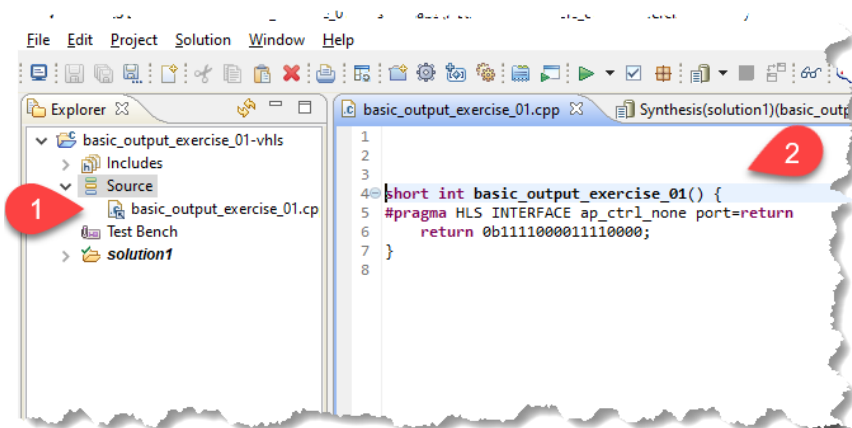 File Edit Project Solution Window Help
Explorer
basic_output_exercise_01.cpp
Synthesis(solution1)(basic_outp
basic_output_exercise_01-vhls
Includes
Source
basic_output_exercise_01.cp
Test Bench
solution1
1
2
1
2
3
4 short int basic_output_exercise_01() {
5 #pragma HLS INTERFACE ap_ctrl_none port=return
6 return 0b1111000011110000;
7 }
8